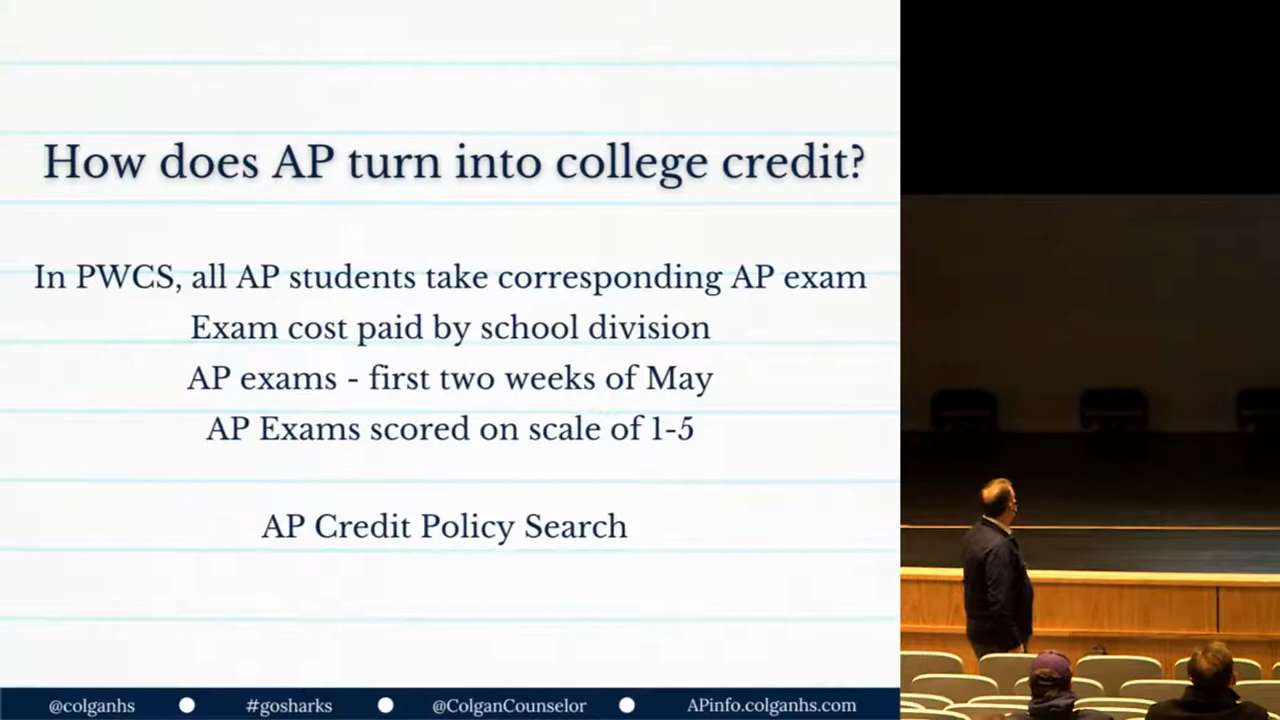 How does AP turn into college credit?
In PWCS, all AP students take corresponding AP exam
Exam cost paid by school division
AP exams - first two weeks of May
AP Exams scored on scale of 1-5
AP Credit Policy Search
@colganhs #gosharks @ColganCounselor APinfo.colganhs.com